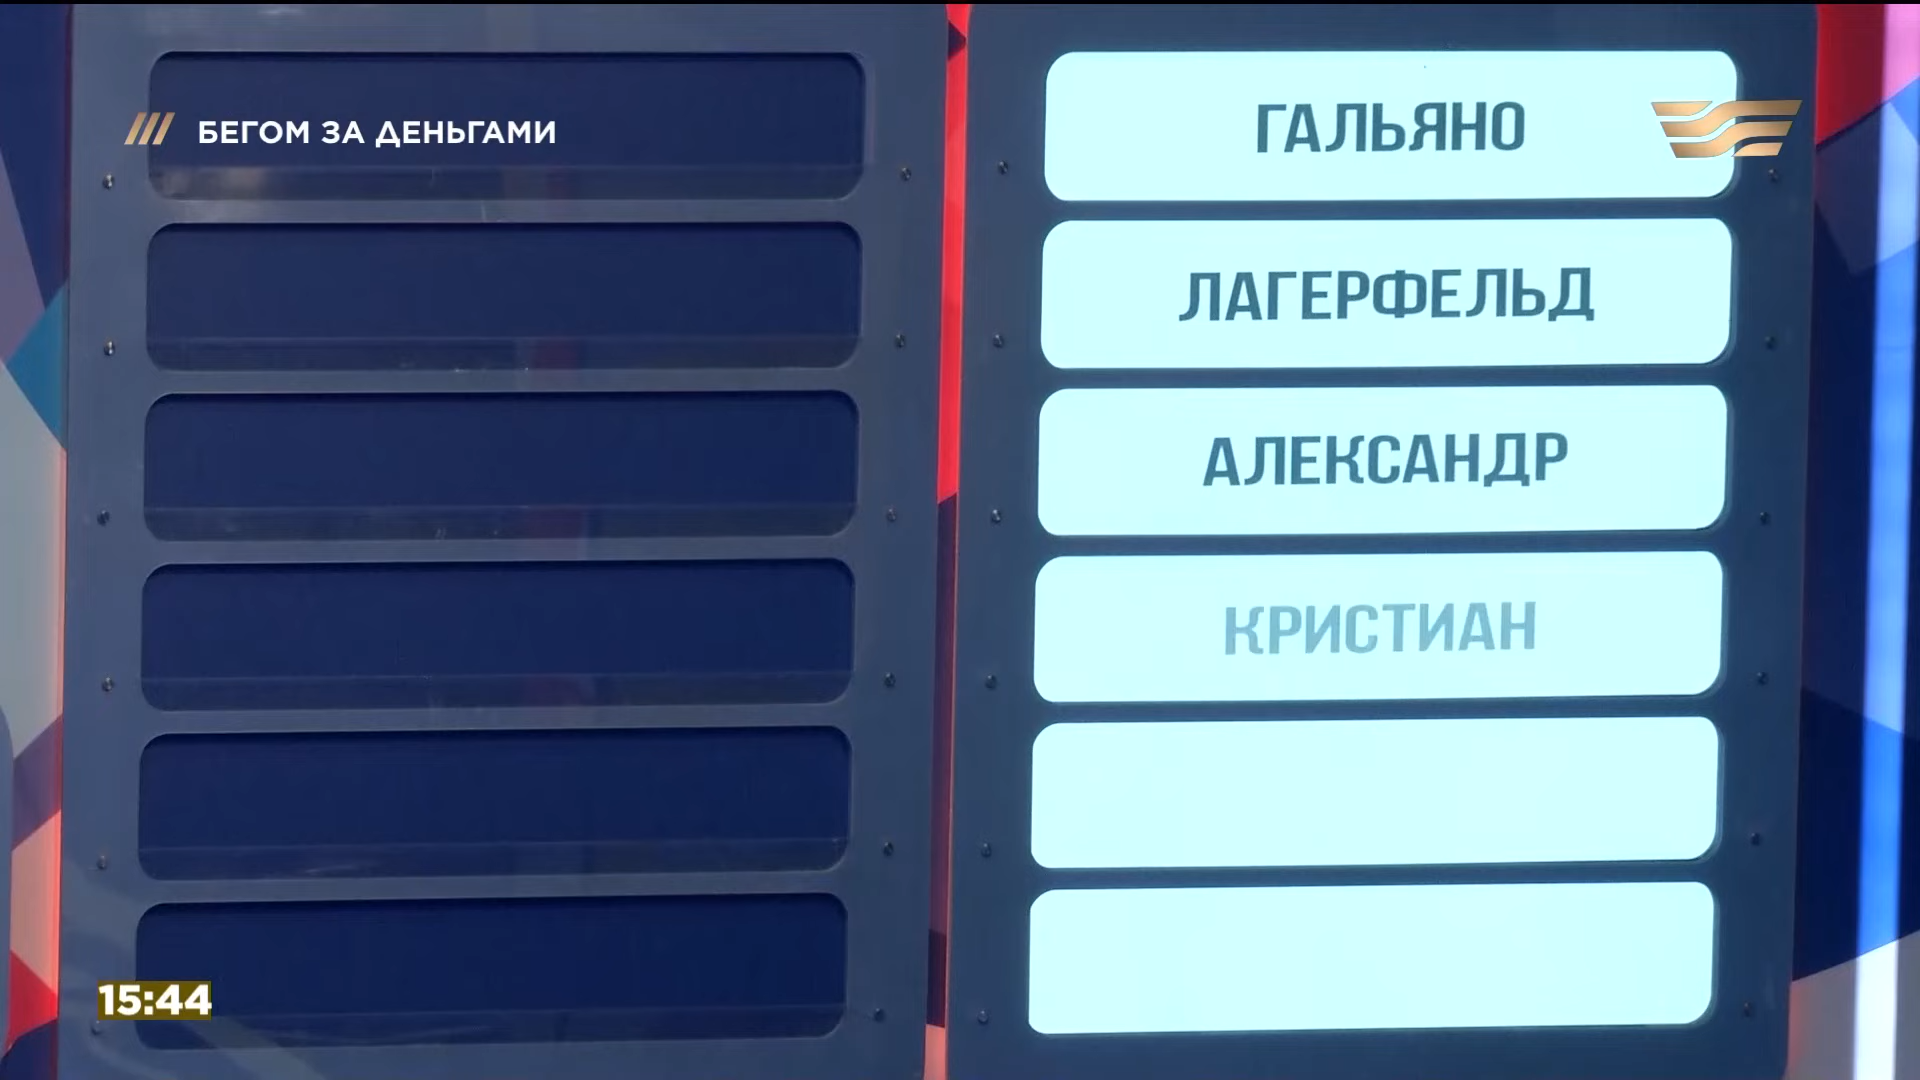 БЕГОМ ЗА ДЕНЬГАМИ
ГАЛЬЯНО
ЛАГЕРФЕЛЬД
АЛЕКСАНДР
КРИСТИАН
15:44